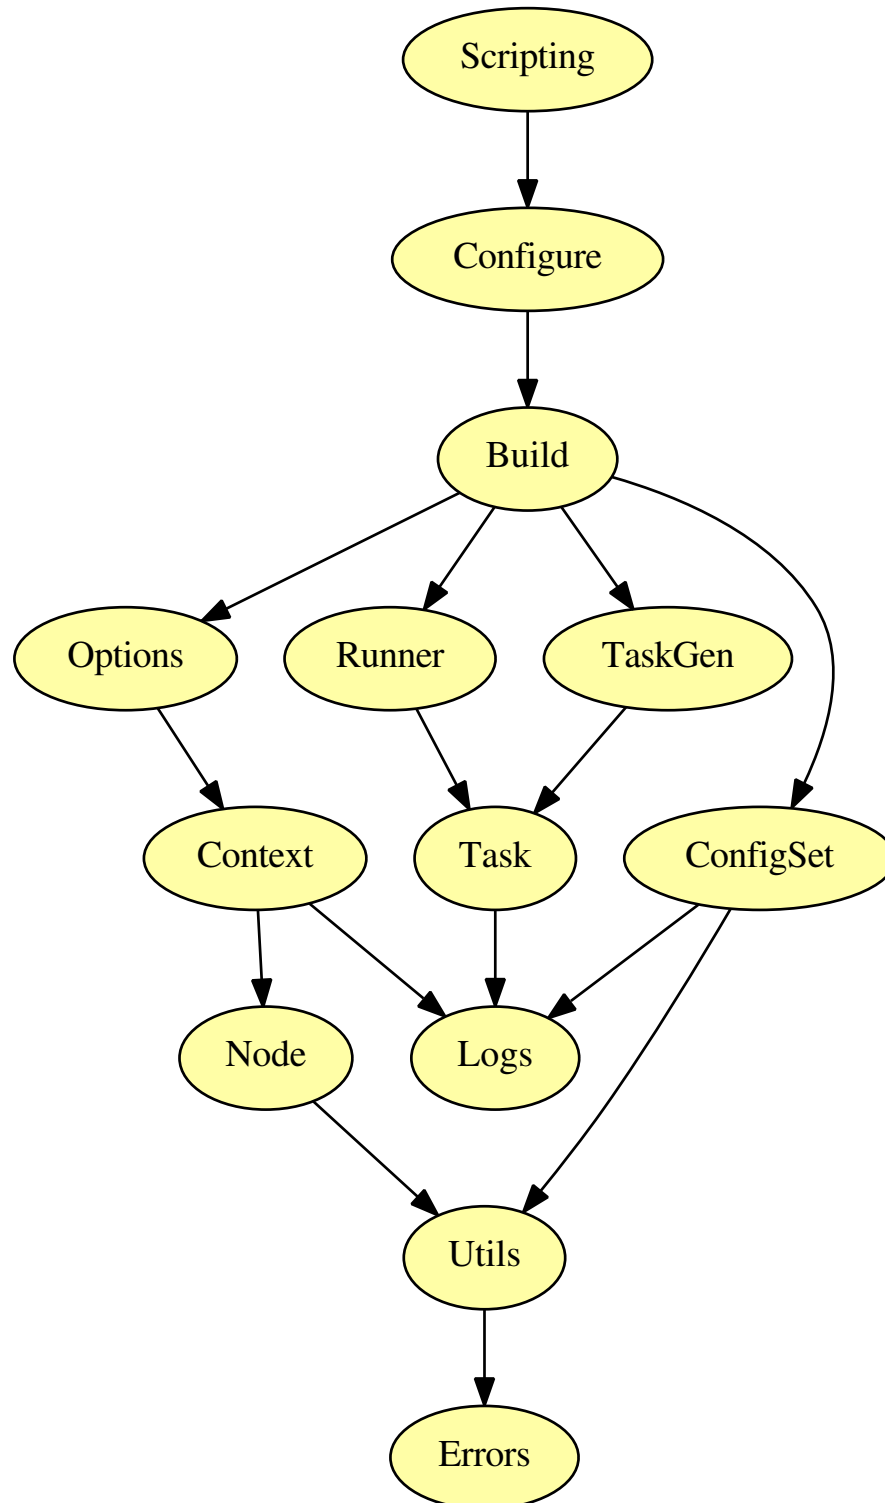 Scripting
Configure
Build
Options
Runner
TaskGen
Context
Task
ConfigSet
Node
Logs
Utils
Errors